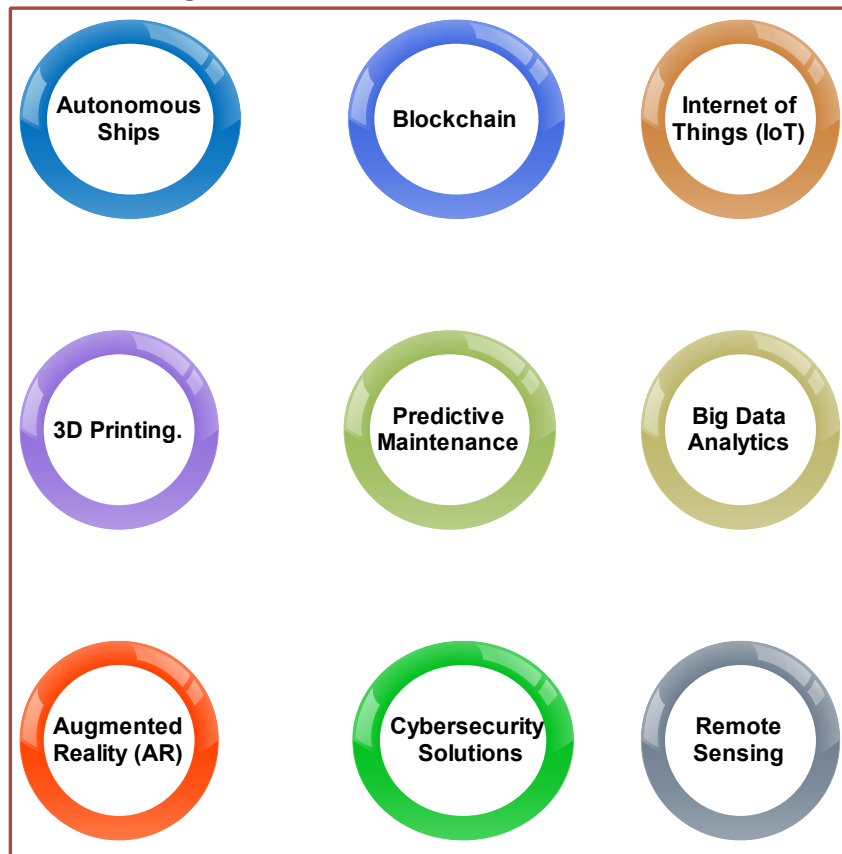 Autonomous
Ships
Blockchain
Internet of
Things (IoT)
3D Printing.
Predictive
Maintenance
Big Data
Analytics
Augmented
Reality (AR)
Cybersecurity
Solutions
Remote
Sensing